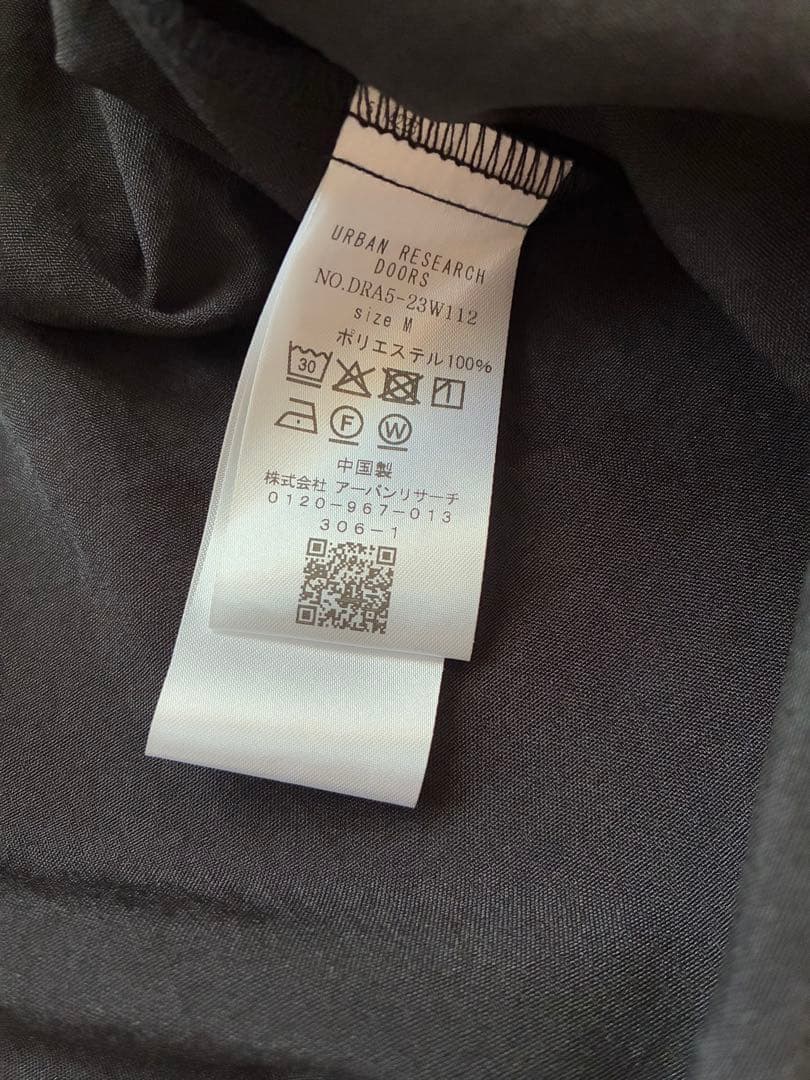 URBAN RESEARCH
DOORS
NO.DRA5-23W112
size M
ポリエステル100%
30
F W
中国製
株式会社 アーバンリサーチ
0120-967-013
306-1